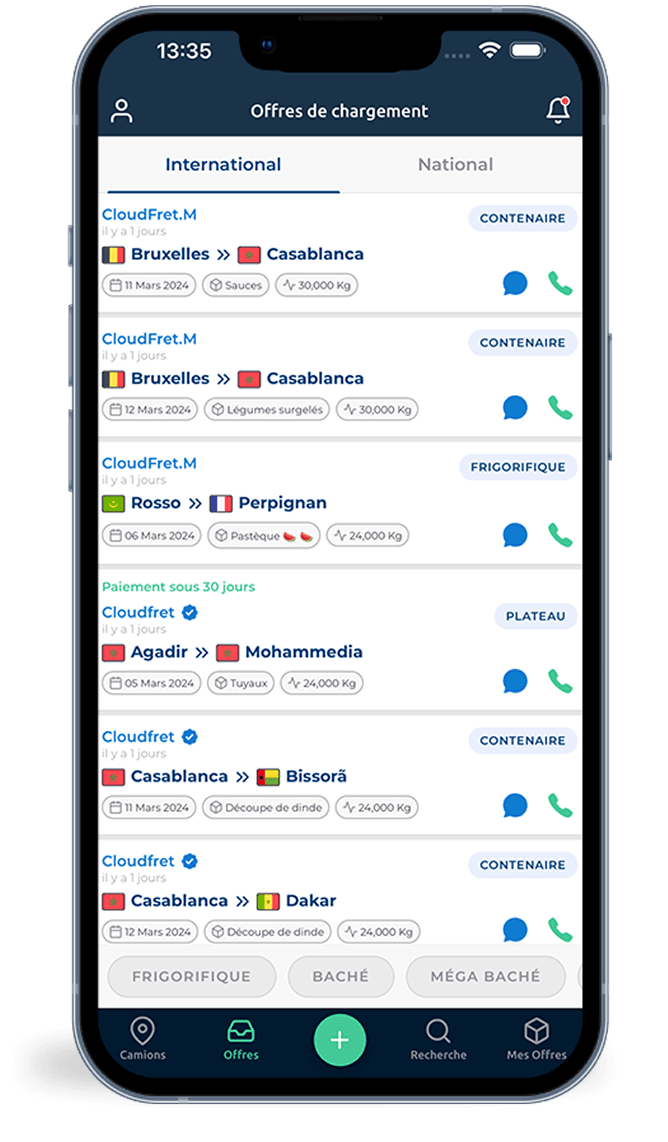 13:35
Offres de chargement
International National
CloudFret.M CONTENAIRE
il y a 1 jours
Bruxelles >> Casablanca
11 Mars 2024 Sauces 30,000 Kg
CloudFret.M CONTENAIRE
il y a 1 jours
Bruxelles >> Casablanca
12 Mars 2024 Légumes surgelés 30,000 Kg
CloudFret.M FRIGORIFIQUE
il y a 1 jours
Rosso >> Perpignan
06 Mars 2024 Pastèque 🍉 🍉 24,000 Kg
Paiement sous 30 jours
Cloudfret PLATEAU
il y a 1 jours
Agadir >> Mohammedia
05 Mars 2024 Tuyaux 24,000 Kg
Cloudfret CONTENAIRE
il y a 1 jours
Casablanca >> Bissorã
11 Mars 2024 Découpe de dinde 24,000 Kg
Cloudfret CONTENAIRE
il y a 1 jours
Casablanca >> Dakar
12 Mars 2024 Découpe de dinde 24,000 Kg
FRIGORIFIQUE BACHÉ MÉGA BACHÉ
Camions Offres + Recherche Mes Offres